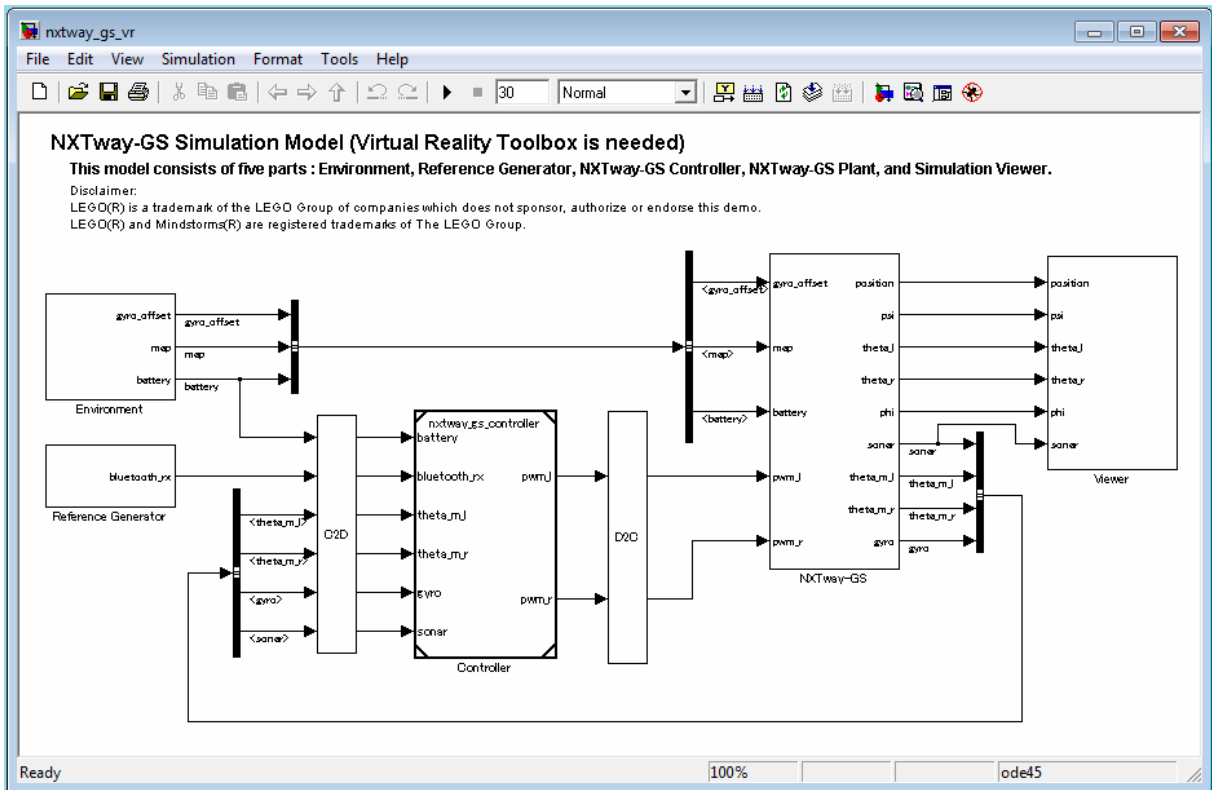 nxtway_gs_vr
File Edit View Simulation Format Tools Help
30 Normal
NXTway-GS Simulation Model (Virtual Reality Toolbox is needed)
This model consists of five parts : Environment, Reference Generator, NXTway-GS Controller, NXTway-GS Plant, and Simulation Viewer.
Disclaimer:
LEGO(R) is a trademark of the LEGO Group of companies which does not sponsor, authorize or endorse this demo.
LEGO(R) and Mindstorms(R) are registered trademarks of The LEGO Group.
gyro_offset
gyro_offset
map
map
battery
battery
Environment
bluetooth_rx
Reference Generator
<theta_m_l>
<theta_m_r>
<gyro>
<sonar>
C2D
nxtway_gs_controller
battery
bluetooth_rx
pwm_l
theta_m_l
theta_m_r
gyro
pwm_r
sonar
Controller
D2C
<gyro_offset>
<map>
<battery>
gyro_offset
position
psi
map
theta_l
theta_r
battery
phi
sonar
sonar
pwm_l
theta_m_l
theta_m_l
theta_m_r
theta_m_r
pwm_r
gyro
gyro
NXTway-GS
position
psi
theta_l
theta_r
phi
sonar
Viewer
Ready
100%
ode45